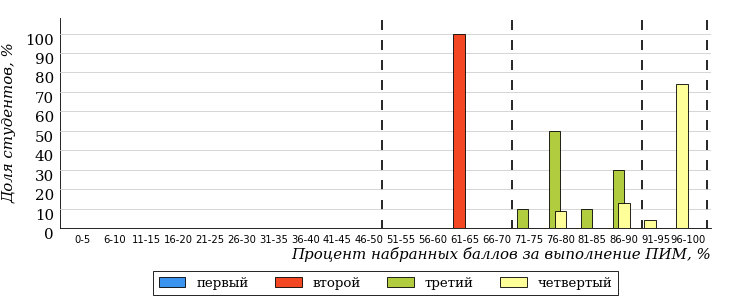 Доля студентов, %
100
90
80
70
60
50
40
30
20
10
0
0-5 6-10 11-15 16-20 21-25 26-30 31-35 36-40 41-45 46-50 51-55 56-60 61-65 66-70 71-75 76-80 81-85 86-90 91-95 96-100
Процент набранных баллов за выполнение ПИМ, %
первый второй третий четвертый